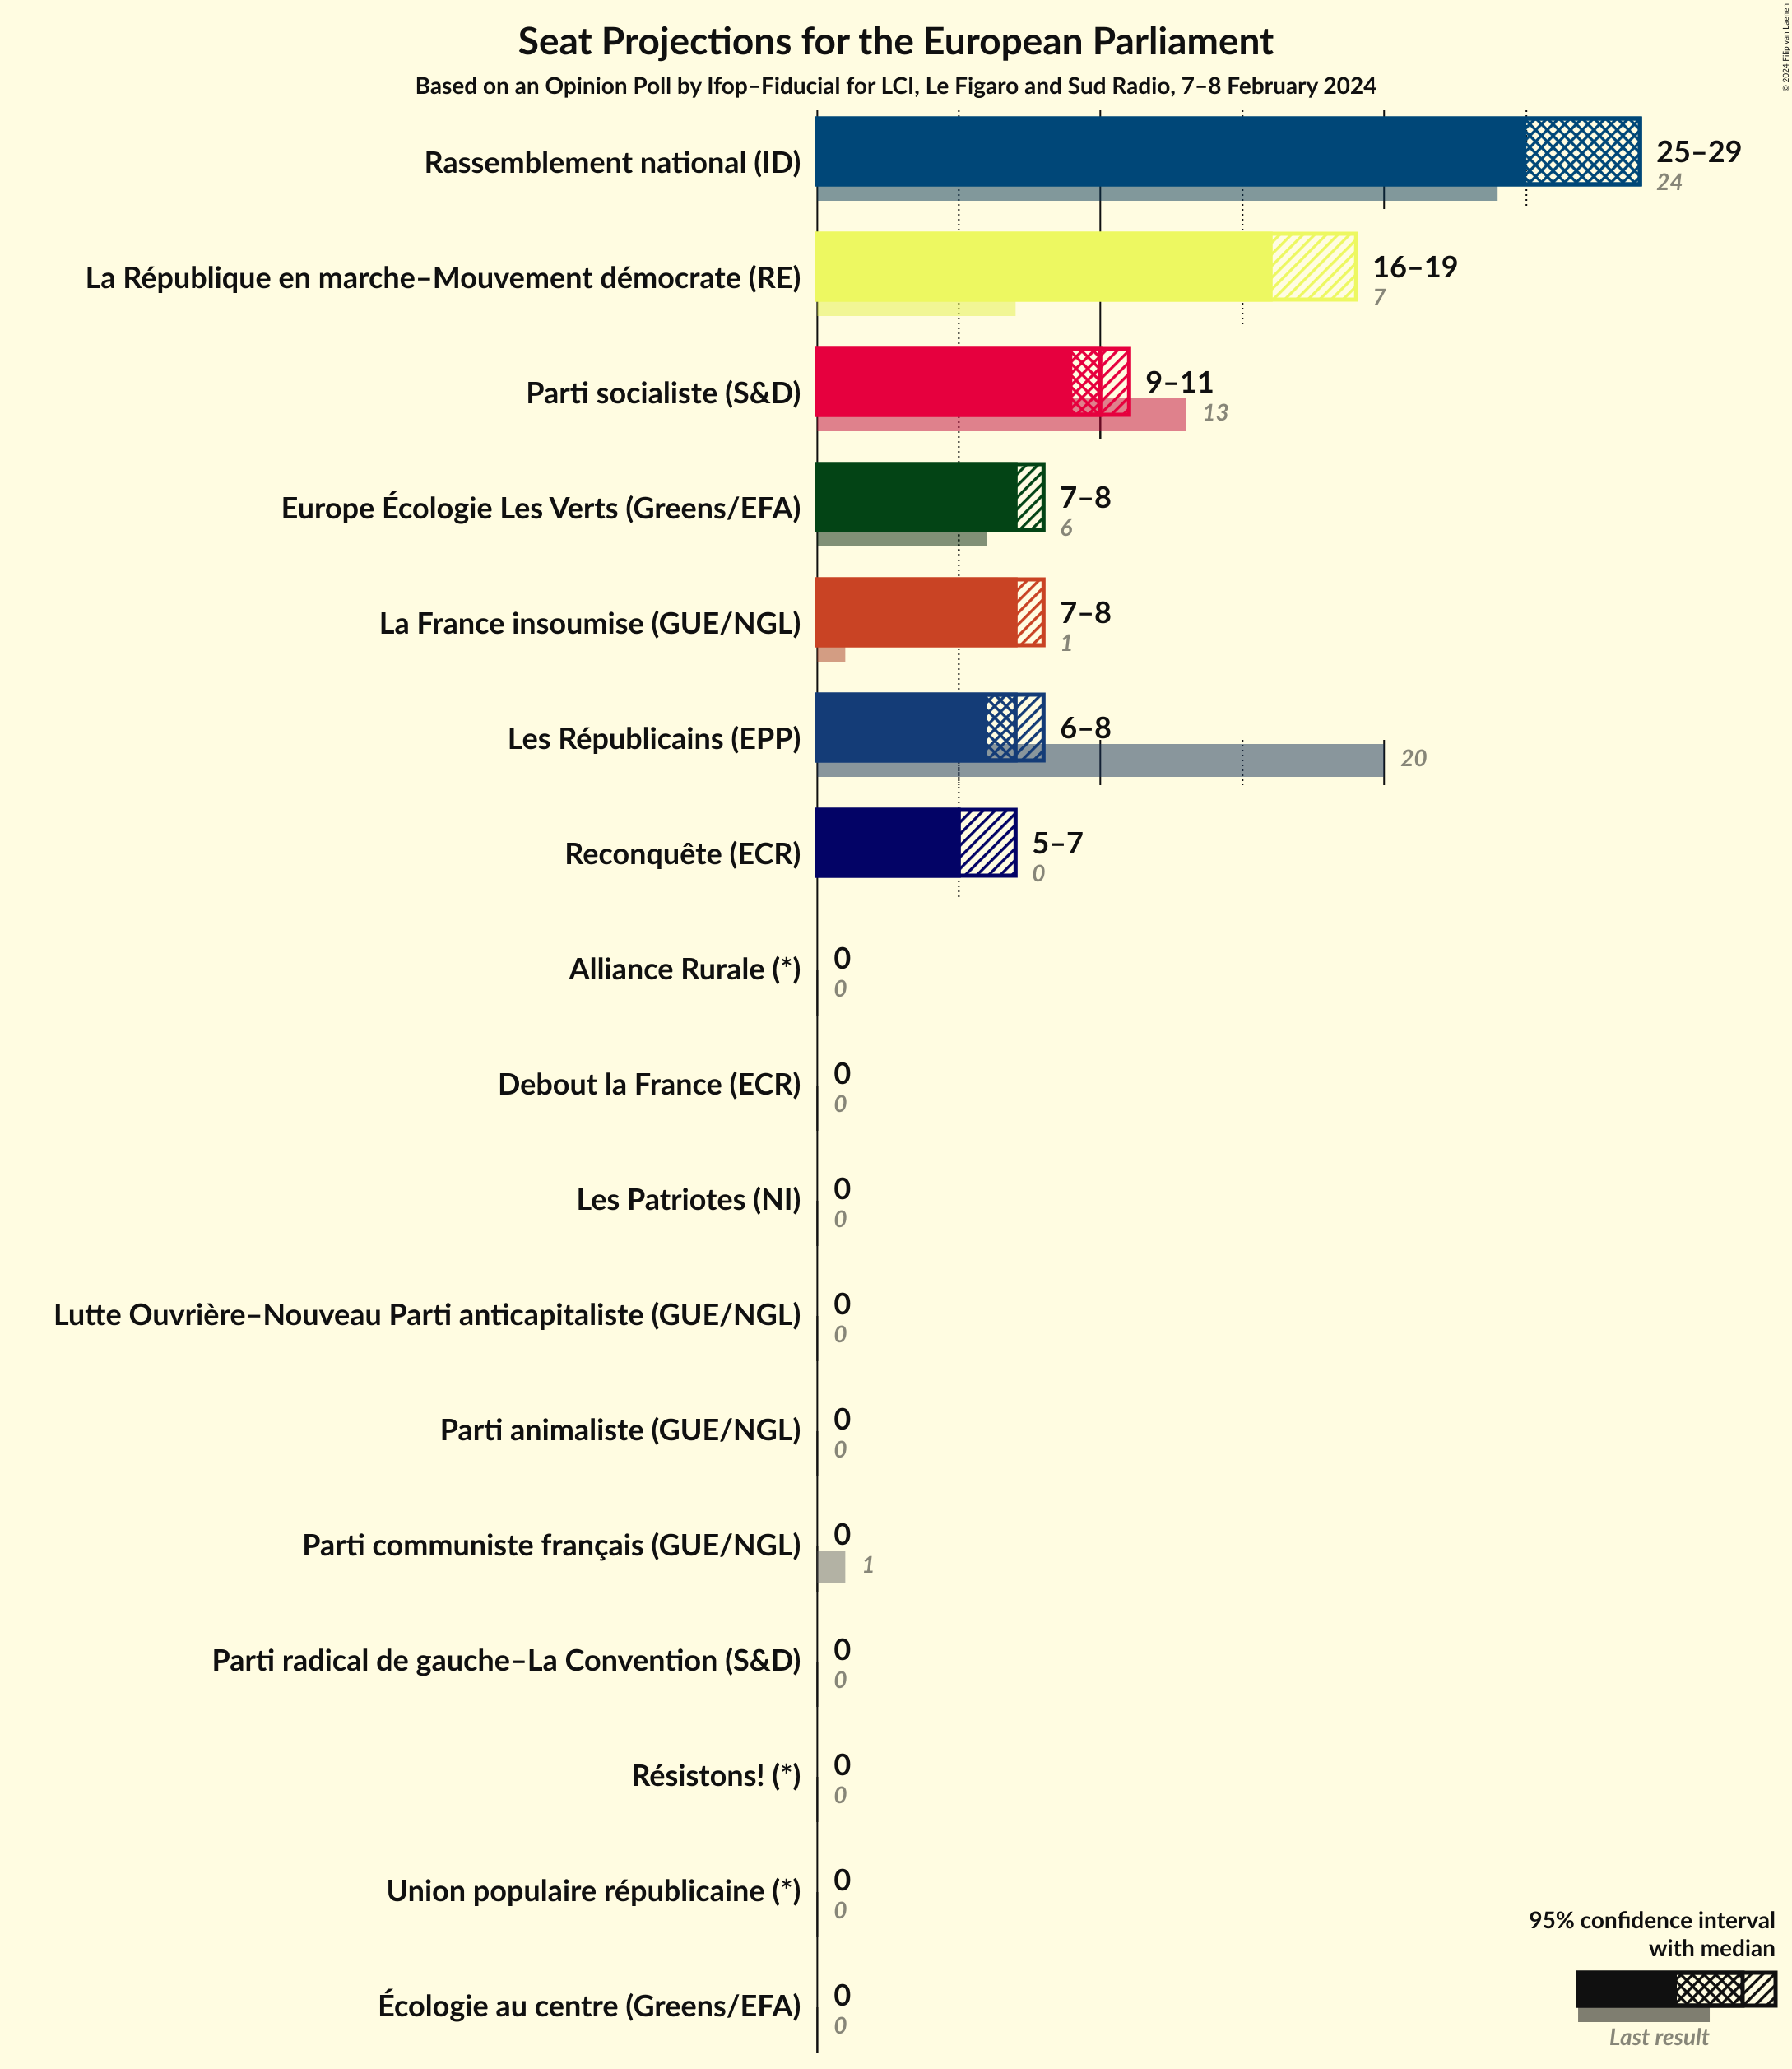 Seat Projections for the European Parliament
Based on an Opinion Poll by Ifop–Fiducial for LCI, Le Figaro and Sud Radio, 7–8 February 2024
© 2024 Filip van Laenen
Rassemblement national (ID)
25–29
24
La République en marche–Mouvement démocrate (RE)
16–19
7
Parti socialiste (S&D)
9–11
13
Europe Écologie Les Verts (Greens/EFA)
7–8
6
La France insoumise (GUE/NGL)
7–8
1
Les Républicains (EPP)
6–8
20
Reconquête (ECR)
5–7
0
Alliance Rurale (*)
0
0
Debout la France (ECR)
0
0
Les Patriotes (NI)
0
0
Lutte Ouvrière–Nouveau Parti anticapitaliste (GUE/NGL)
0
0
Parti animaliste (GUE/NGL)
0
0
Parti communiste français (GUE/NGL)
0
1
Parti radical de gauche–La Convention (S&D)
0
0
Résistons! (*)
0
0
Union populaire républicaine (*)
0
0
Écologie au centre (Greens/EFA)
0
0
95% confidence interval
with median
Last result